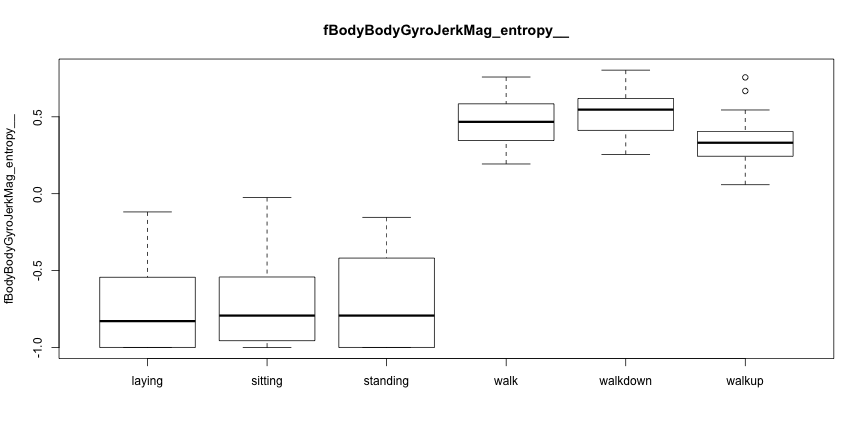 fBodyBodyGyroJerkMag_entropy__
fBodyBodyGyroJerkMag_entropy__
0.5
0.0
-0.5
-1.0
laying sitting standing walk walkdown walkup